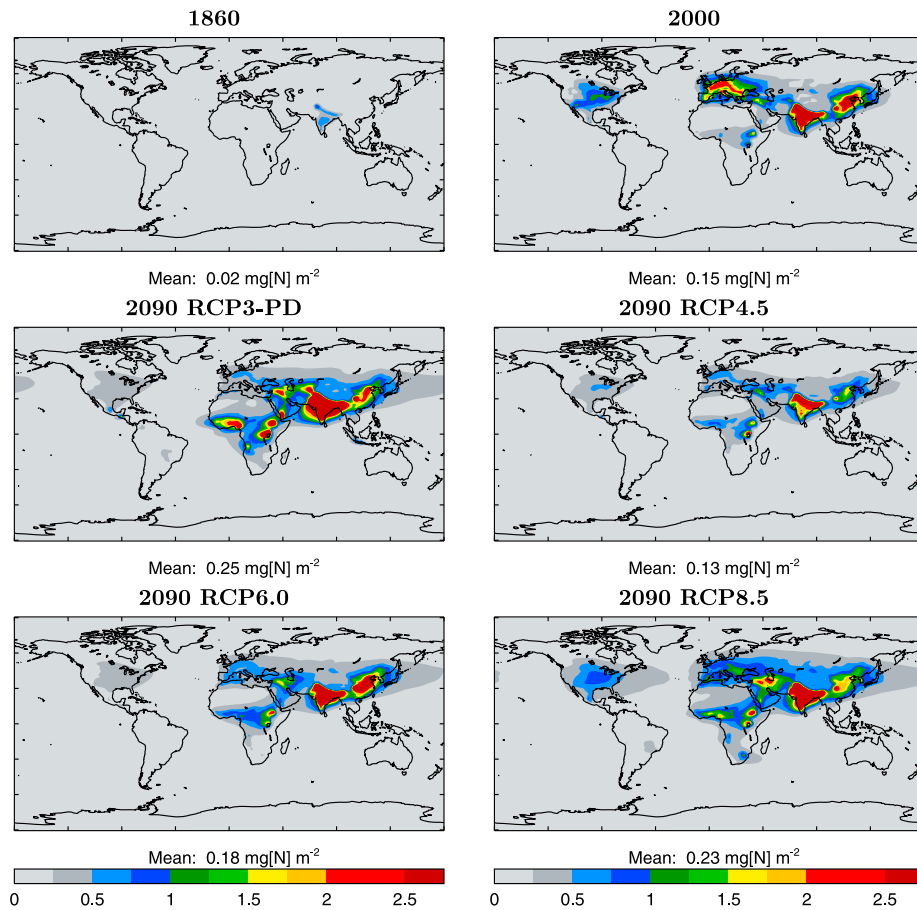 1860
2000
Mean: 0.02 mg[N] m⁻²
Mean: 0.15 mg[N] m⁻²
2090 RCP3-PD
2090 RCP4.5
Mean: 0.25 mg[N] m⁻²
Mean: 0.13 mg[N] m⁻²
2090 RCP6.0
2090 RCP8.5
Mean: 0.18 mg[N] m⁻²
Mean: 0.23 mg[N] m⁻²
0 0.5 1 1.5 2 2.5
0 0.5 1 1.5 2 2.5